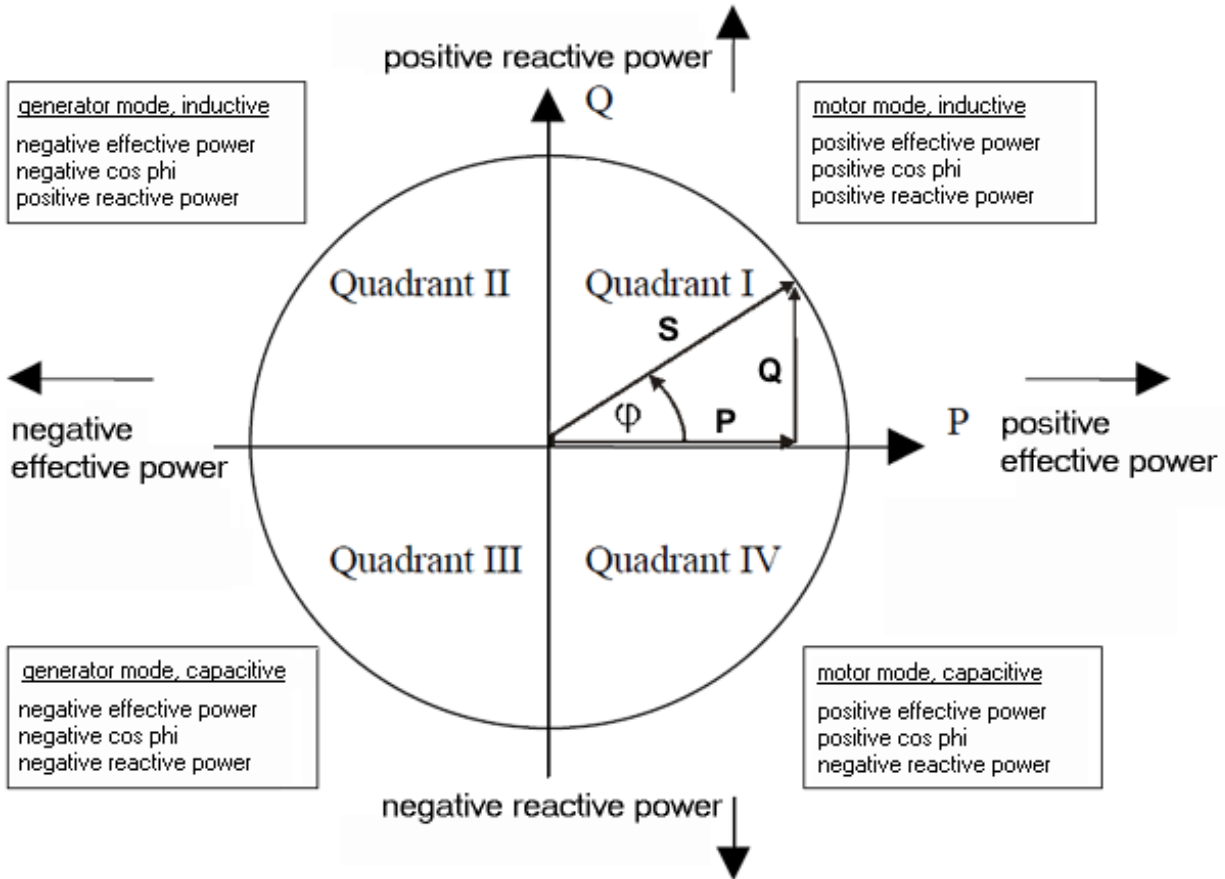 positive reactive power
Q
generator mode, inductive
negative effective power
negative cos phi
positive reactive power
motor mode, inductive
positive effective power
positive cos phi
positive reactive power
Quadrant II
Quadrant I
S
Q
φ
P
negative
effective power
P
positive
effective power
Quadrant III
Quadrant IV
generator mode, capacitive
negative effective power
negative cos phi
negative reactive power
motor mode, capacitive
positive effective power
positive cos phi
negative reactive power
negative reactive power